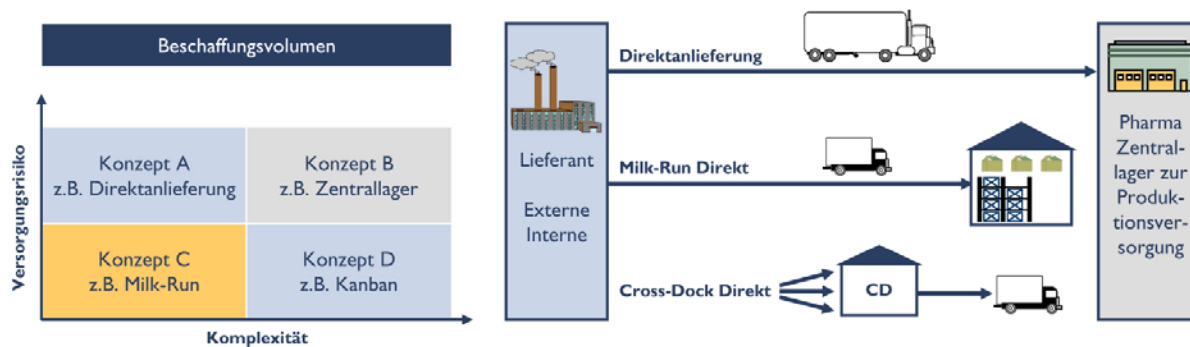 Beschaffungsvolumen
Versorgungsrisiko
Konzept A
z.B. Direktanlieferung
Konzept B
z.B. Zentrallager
Konzept C
z.B. Milk-Run
Konzept D
z.B. Kanban
Komplexität
Lieferant
Externe
Interne
Direktanlieferung
Milk-Run Direkt
Cross-Dock Direkt
CD
Pharma
Zentral-
lager zur
Produk-
tionsver-
sorgung